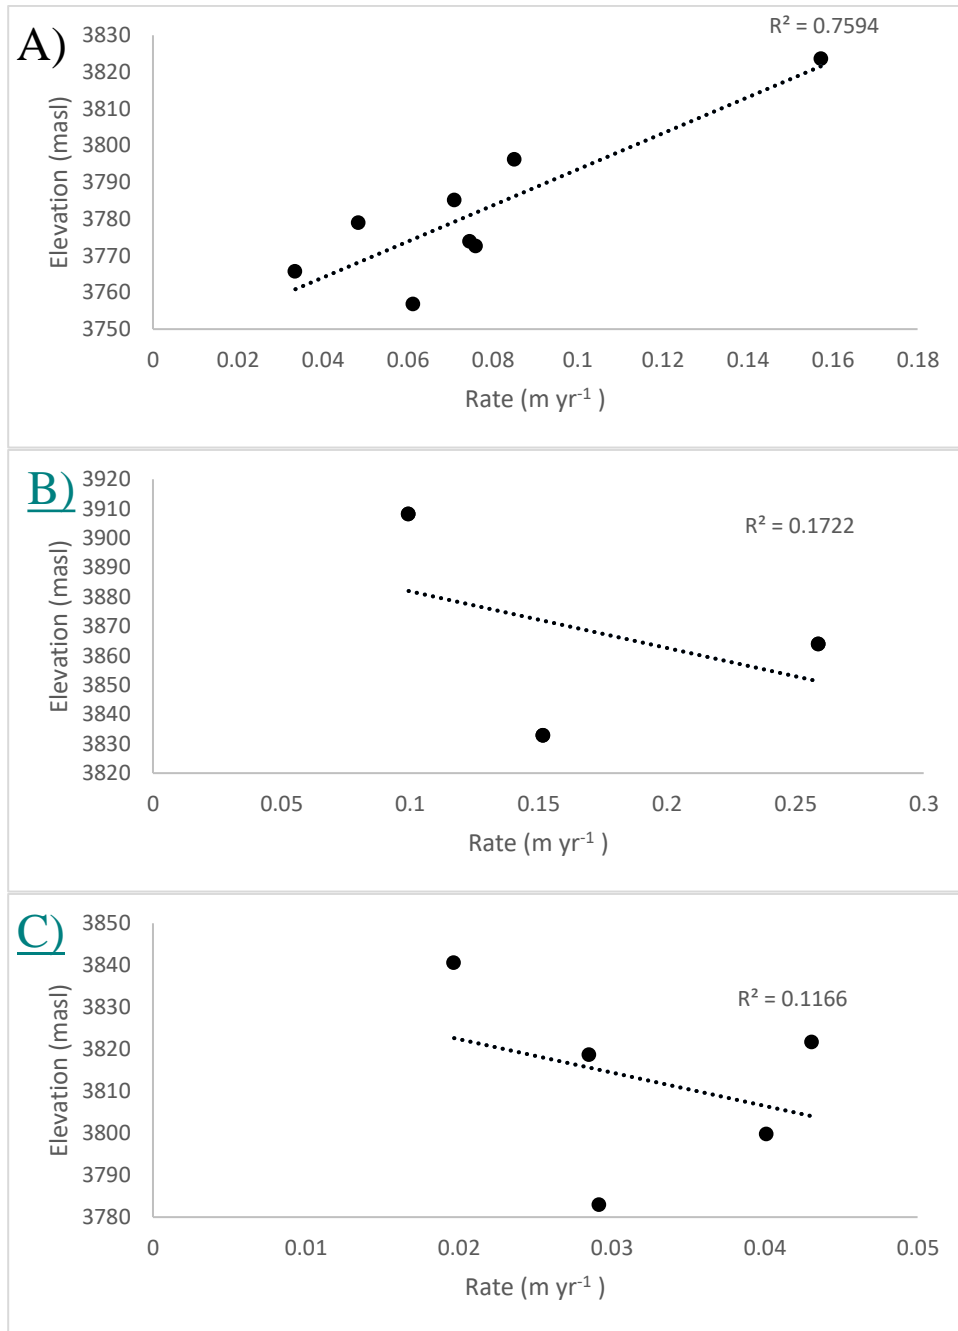 A)
R² = 0.7594
Elevation (masl)
3830
3820
3810
3800
3790
3780
3770
3760
3750
0 0.02 0.04 0.06 0.08 0.1 0.12 0.14 0.16 0.18
Rate (m yr⁻¹ )
B)
R² = 0.1722
Elevation (masl)
3920
3910
3900
3890
3880
3870
3860
3850
3840
3830
3820
0 0.05 0.1 0.15 0.2 0.25 0.3
Rate (m yr⁻¹ )
C)
R² = 0.1166
Elevation (masl)
3850
3840
3830
3820
3810
3800
3790
3780
0 0.01 0.02 0.03 0.04 0.05
Rate (m yr⁻¹ )